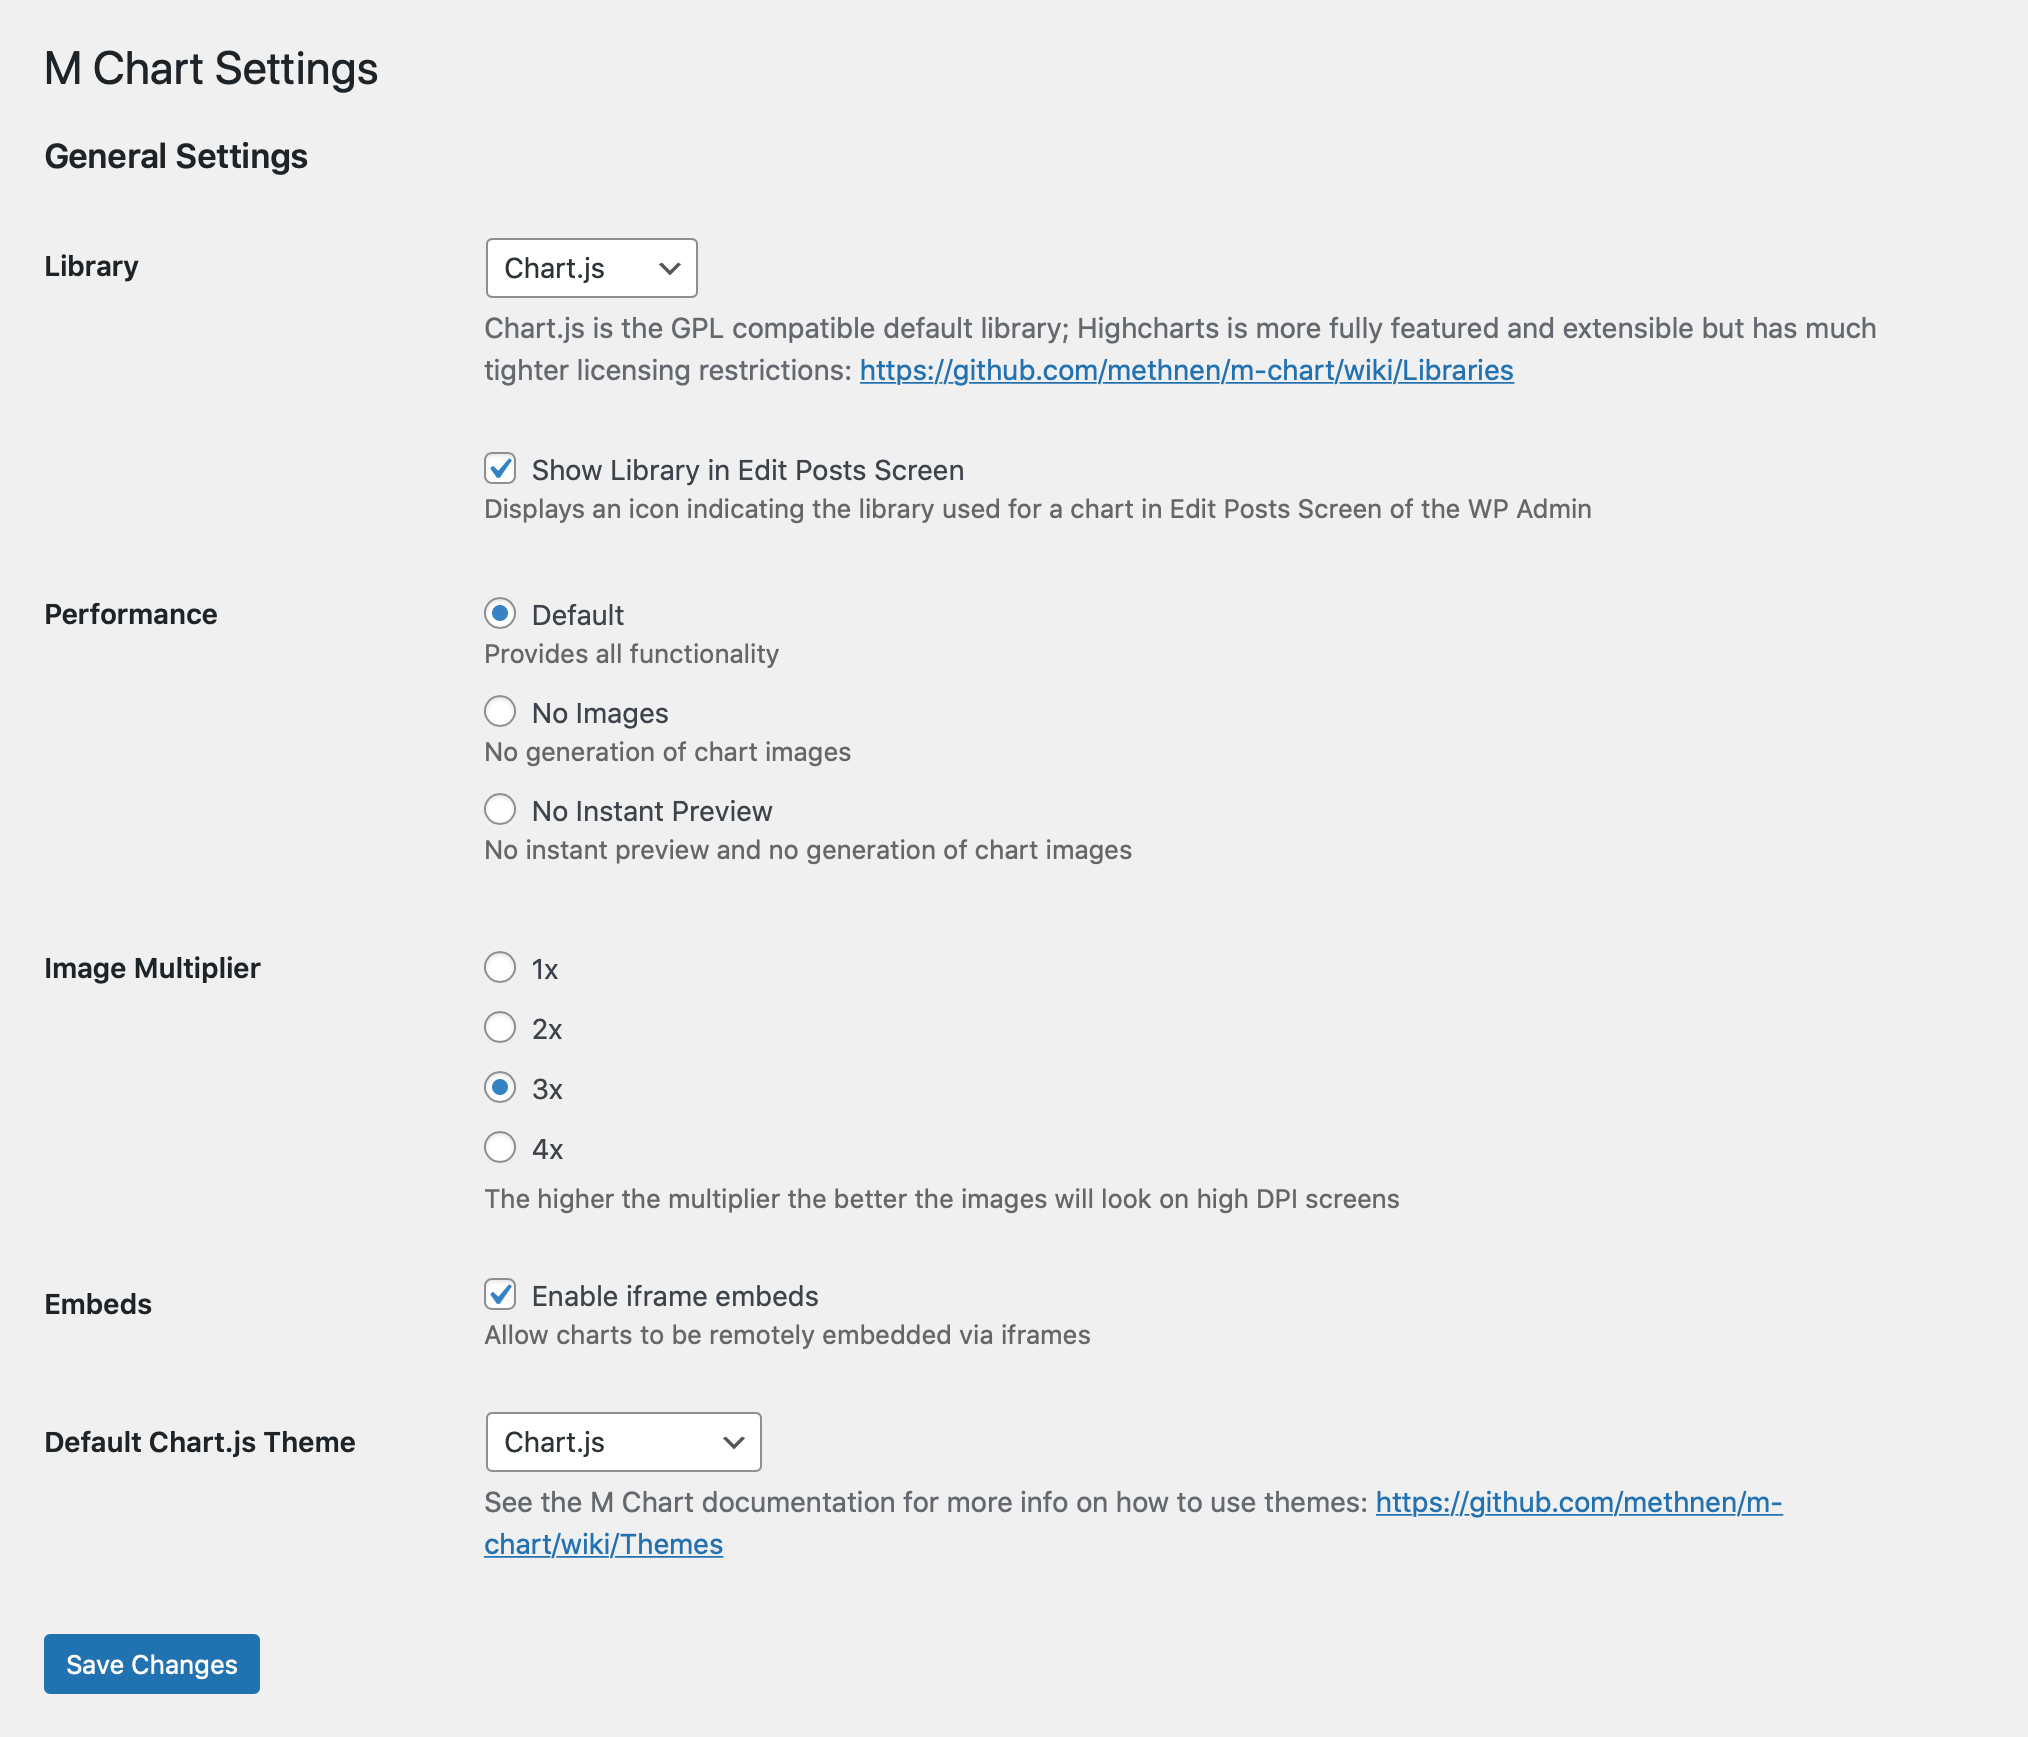 M Chart Settings
General Settings
Library
Chart.js
Chart.js is the GPL compatible default library; Highcharts is more fully featured and extensible but has much
tighter licensing restrictions: https://github.com/methnen/m-chart/wiki/Libraries
Show Library in Edit Posts Screen
Displays an icon indicating the library used for a chart in Edit Posts Screen of the WP Admin
Performance
Default
Provides all functionality
No Images
No generation of chart images
No Instant Preview
No instant preview and no generation of chart images
Image Multiplier
1x
2x
3x
4x
The higher the multiplier the better the images will look on high DPI screens
Embeds
Enable iframe embeds
Allow charts to be remotely embedded via iframes
Default Chart.js Theme
Chart.js
See the M Chart documentation for more info on how to use themes: https://github.com/methnen/m-
chart/wiki/Themes
Save Changes